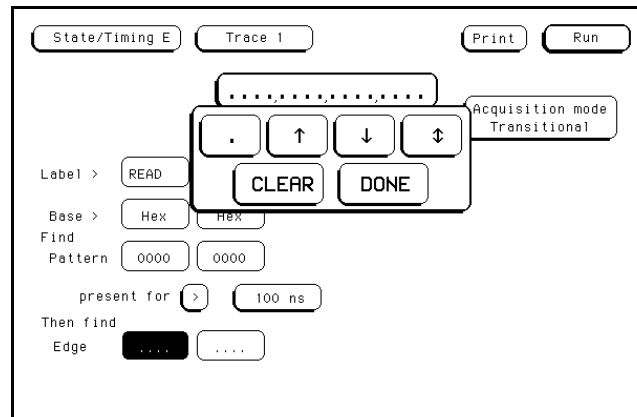 State/Timing E Trace 1 Print Run
....,....,....,....
Acquisition mode
Transitional
. ↑ ↓ ↕
CLEAR DONE
Label > READ
Base > Hex Hex
Find
Pattern 0000 0000
present for > 100 ns
Then find
Edge .... ....